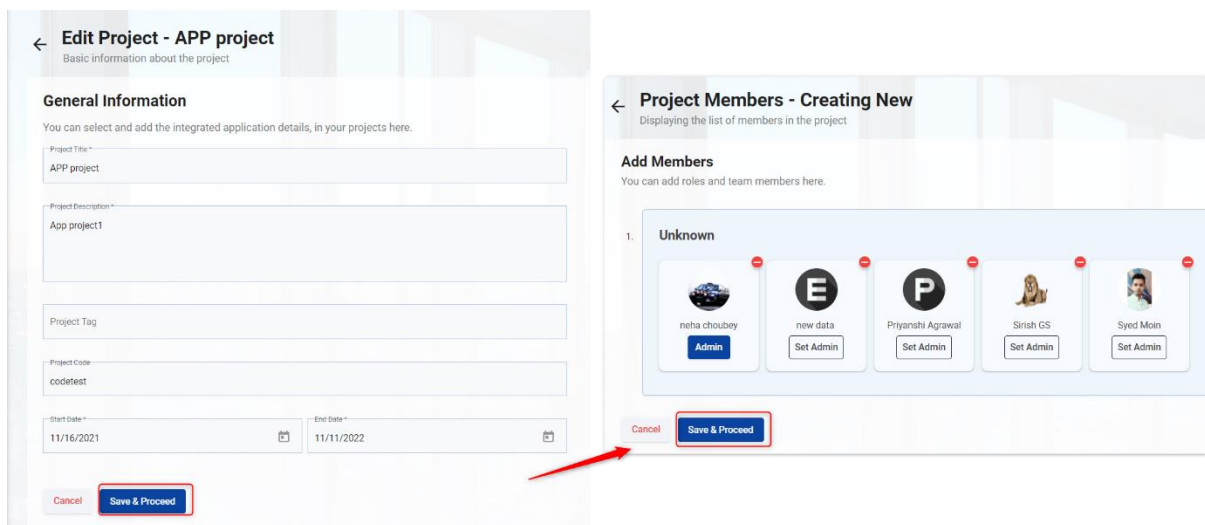 Edit Project - APP project
Basic information about the project
General Information
You can select and add the integrated application details, in your projects here.
Project Title *
APP project
Project Description *
App project1
Project Tag
Project Code
codetest
Start Date *
11/16/2021
End Date *
11/11/2022
Cancel
Save & Proceed
Project Members - Creating New
Displaying the list of members in the project
Add Members
You can add roles and team members here.
1.
Unknown
E
P
neha choubey
new data
Priyanshi Agrawal
Sirish GS
Syed Moin
Admin
Set Admin
Set Admin
Set Admin
Set Admin
Cancel
Save & Proceed